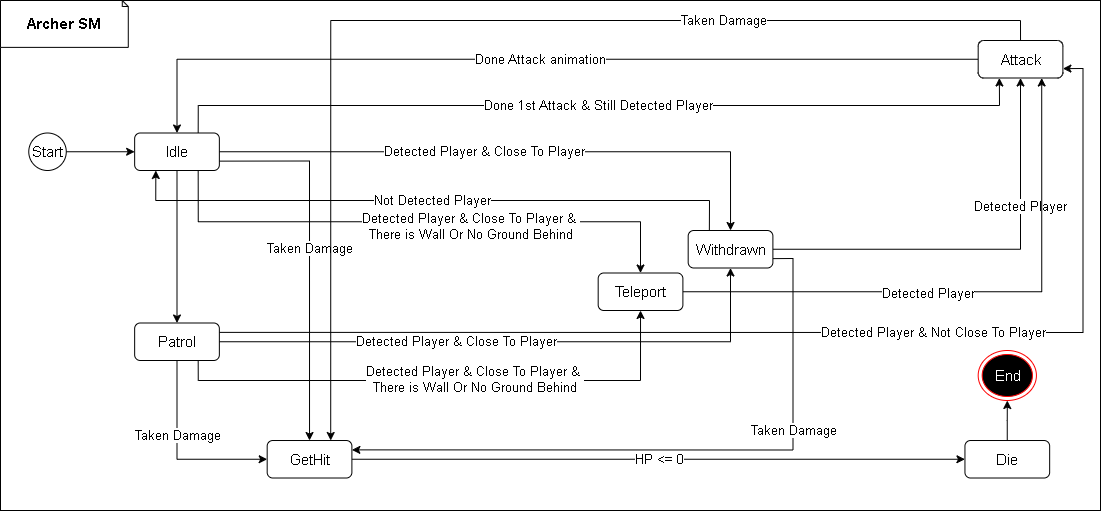 Archer SM
Taken Damage
Attack
Done Attack animation
Done 1st Attack & Still Detected Player
Start
Idle
Detected Player & Close To Player
Not Detected Player
Detected Player
Detected Player & Close To Player &
There is Wall Or No Ground Behind
Taken Damage
Withdrawn
Teleport
Detected Player
Patrol
Detected Player & Not Close To Player
Detected Player & Close To Player
Detected Player & Close To Player &
There is Wall Or No Ground Behind
End
Taken Damage
Taken Damage
GetHit
HP <= 0
Die